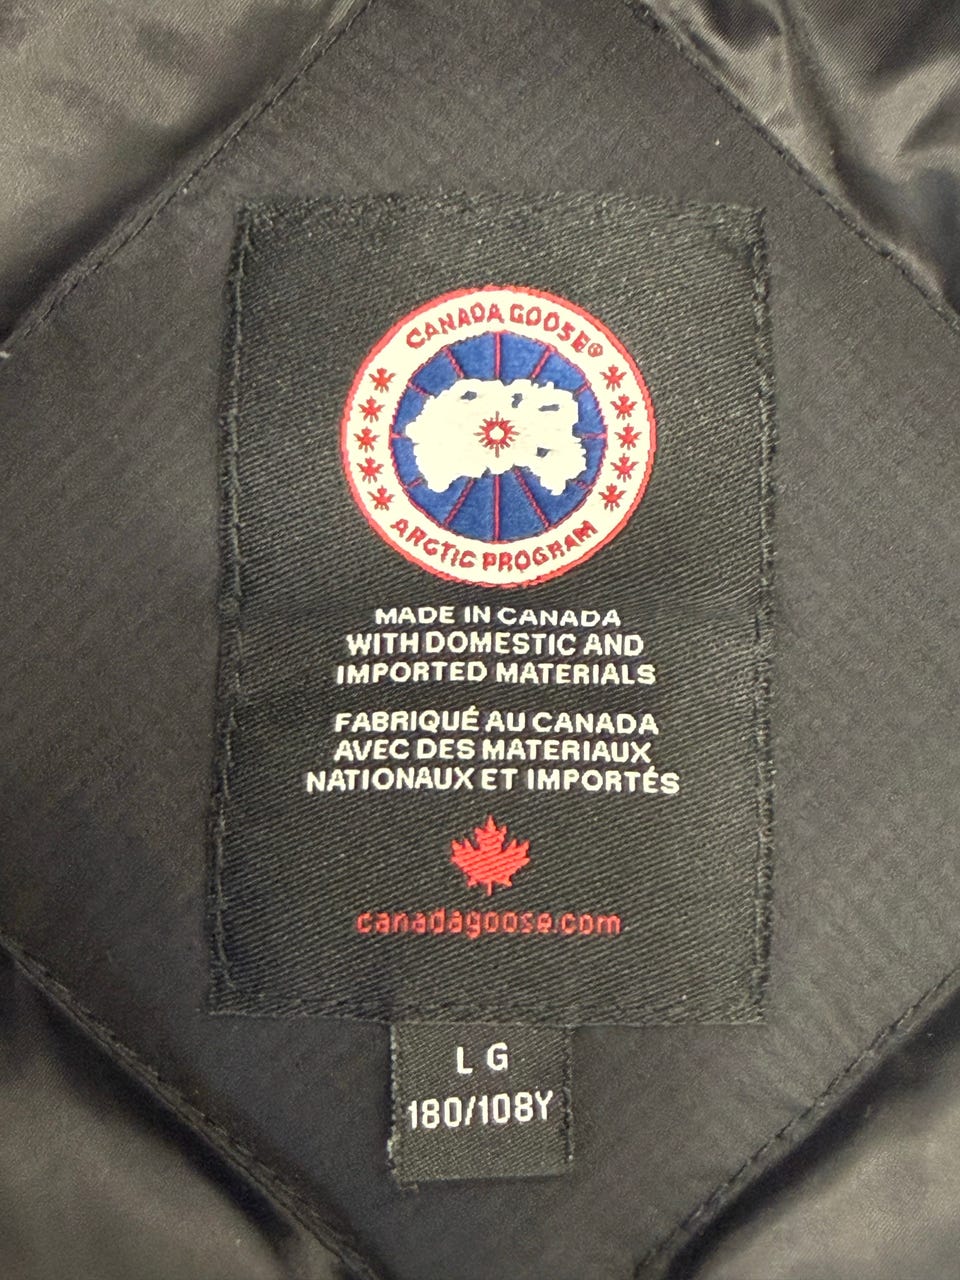 CANADA GOOSE®
ARCTIC PROGRAM
MADE IN CANADA
WITH DOMESTIC AND
IMPORTED MATERIALS
FABRIQUÉ AU CANADA
AVEC DES MATERIAUX
NATIONAUX ET IMPORTÉS
canadagoose.com
LG
180/108Y